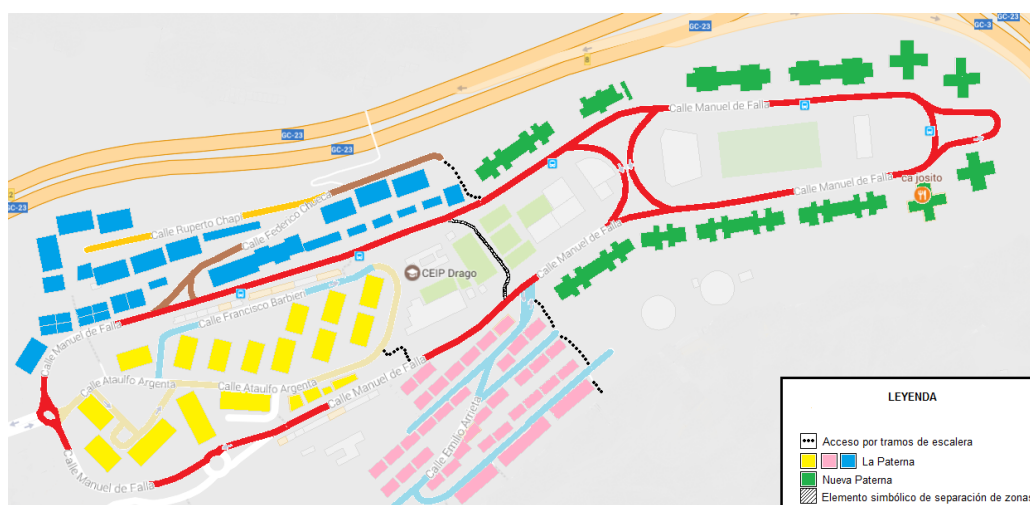 GC-23
GC-3
8
GC-23
GC-23
2
GC-23
Calle Manuel de Falla
Calle Manuel de Falla
ca josito
Calle Manuel de Falla
Calle Ruperto Chapí
Calle Federico Chueca
CEIP Drago
Calle Francisco Barbieri
Calle Manuel de Falla
Calle Ataulfo Argenta
Calle Ataulfo Argenta
Calle Manuel de Falla
Calle Emilio Arrieta
Calle Manuel de Falla
LEYENDA
Acceso por tramos de escalera
La Paterna
Nueva Paterna
Elemento simbólico de separación de zonas